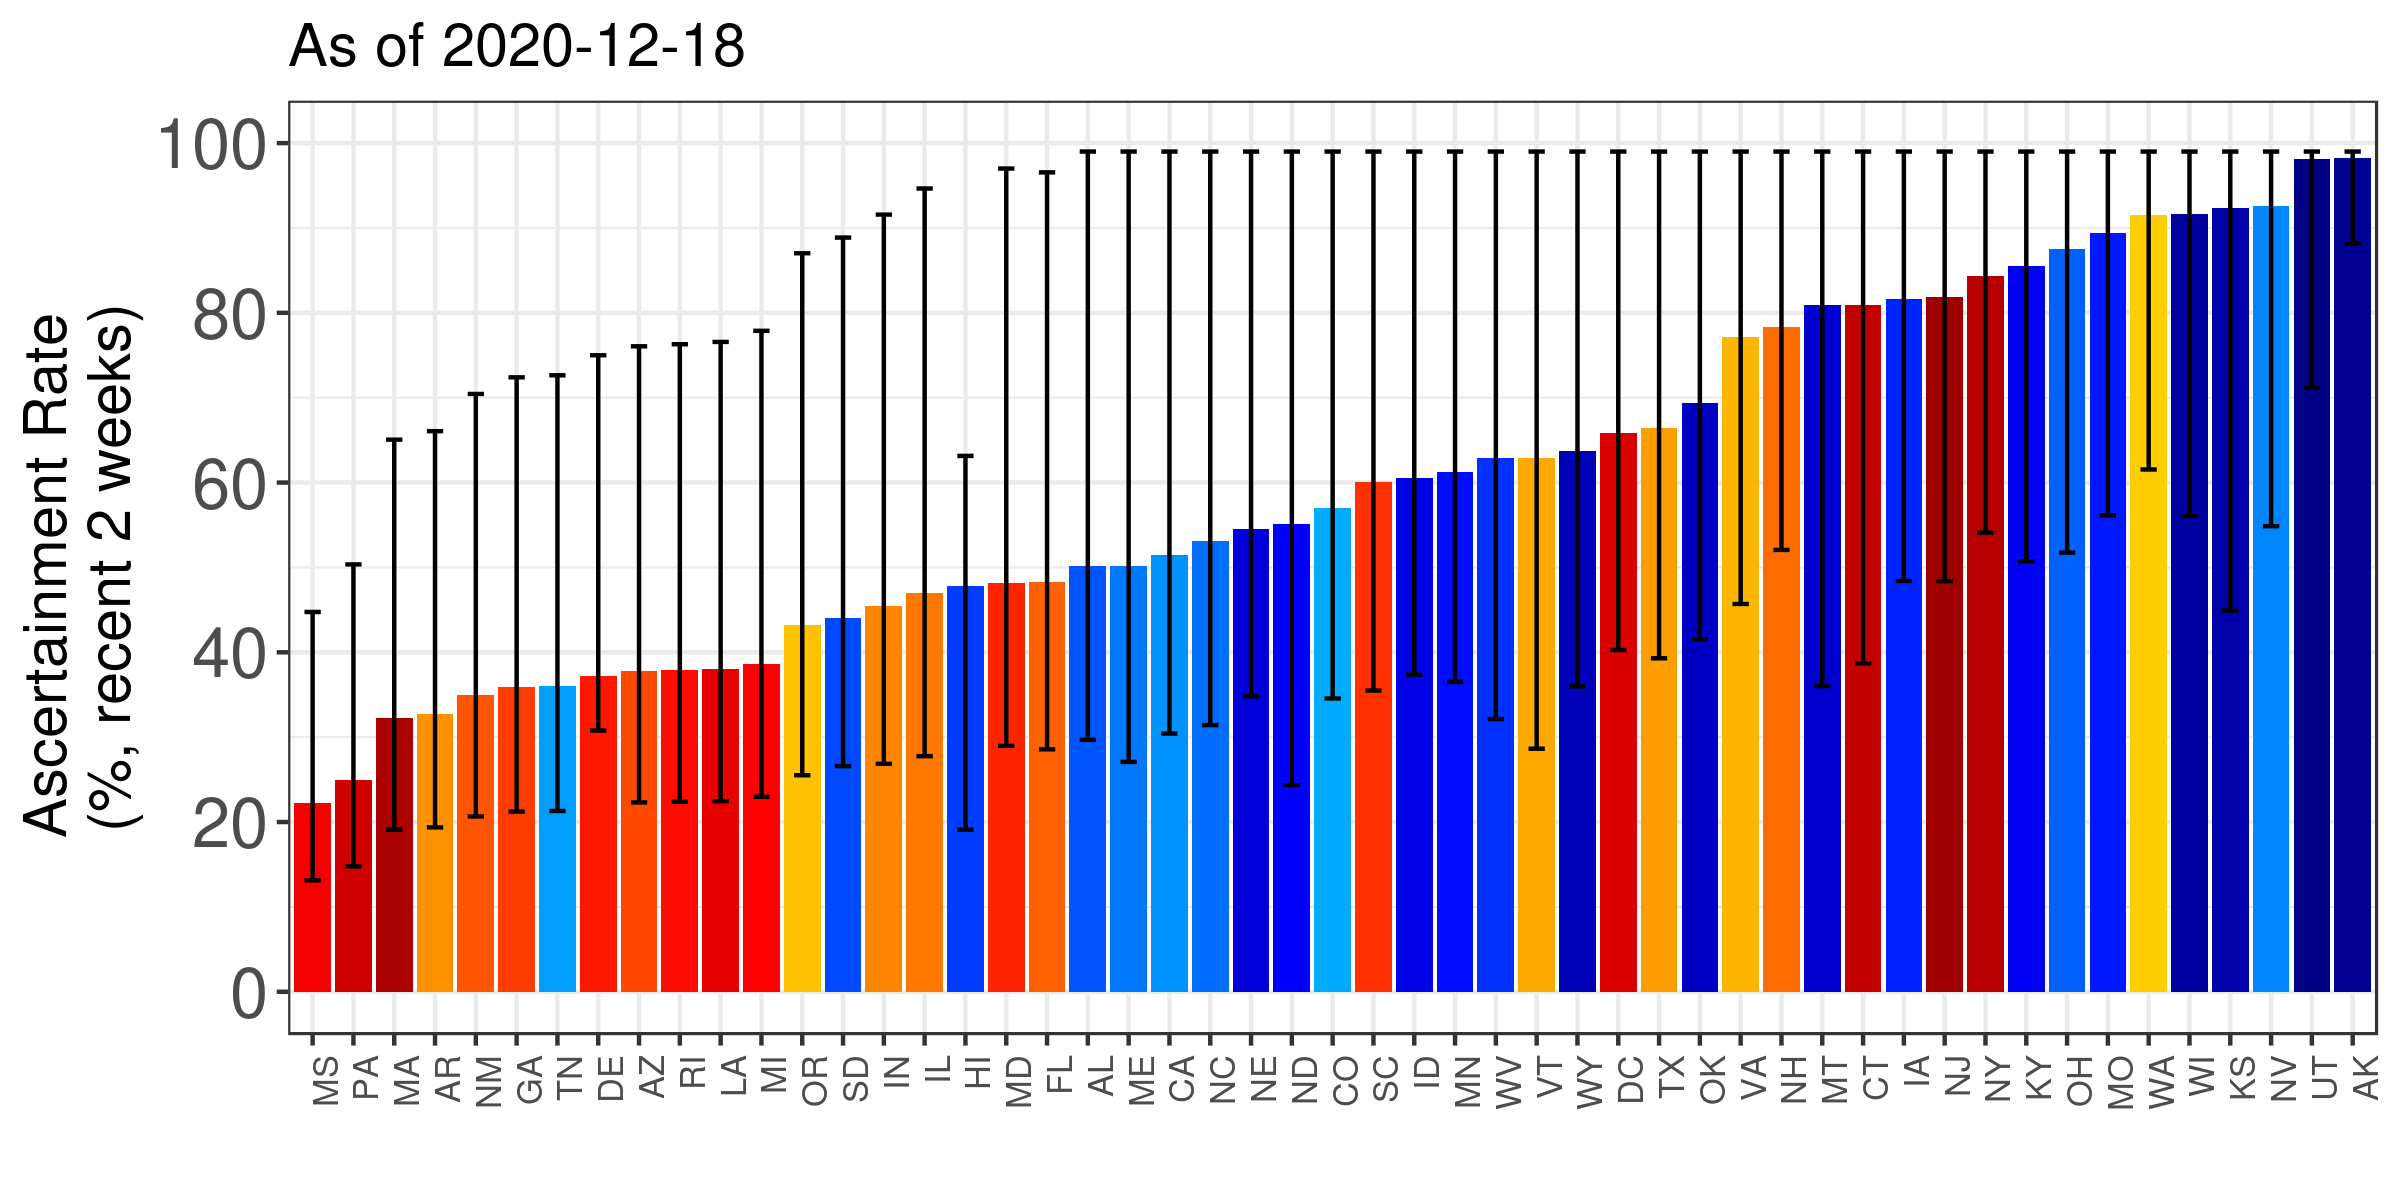 As of 2020-12-18
Ascertainment Rate
(%, recent 2 weeks)
100
80
60
40
20
0
MS PA MA AR NM GA TN DE AZ RI LA MI OR SD IN IL HI MD FL AL ME CA NC NE ND CO SC ID MN WV VT WY DC TX OK VA NH MT CT IA NJ NY KY OH MO WA WI KS NV UT AK